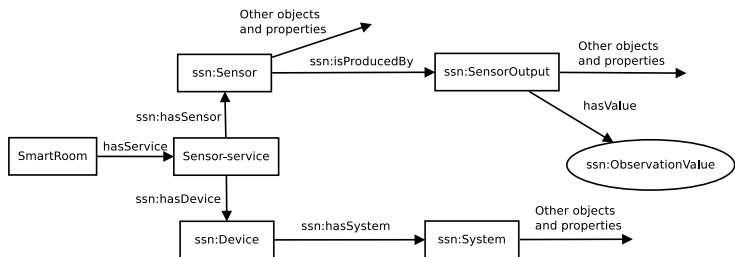 Other objects
and properties
ssn:Sensor
ssn:isProducedBy
ssn:SensorOutput
Other objects
and properties
hasValue
ssn:hasSensor
SmartRoom
hasService
Sensor-service
ssn:ObservationValue
ssn:hasDevice
ssn:Device
ssn:hasSystem
ssn:System
Other objects
and properties